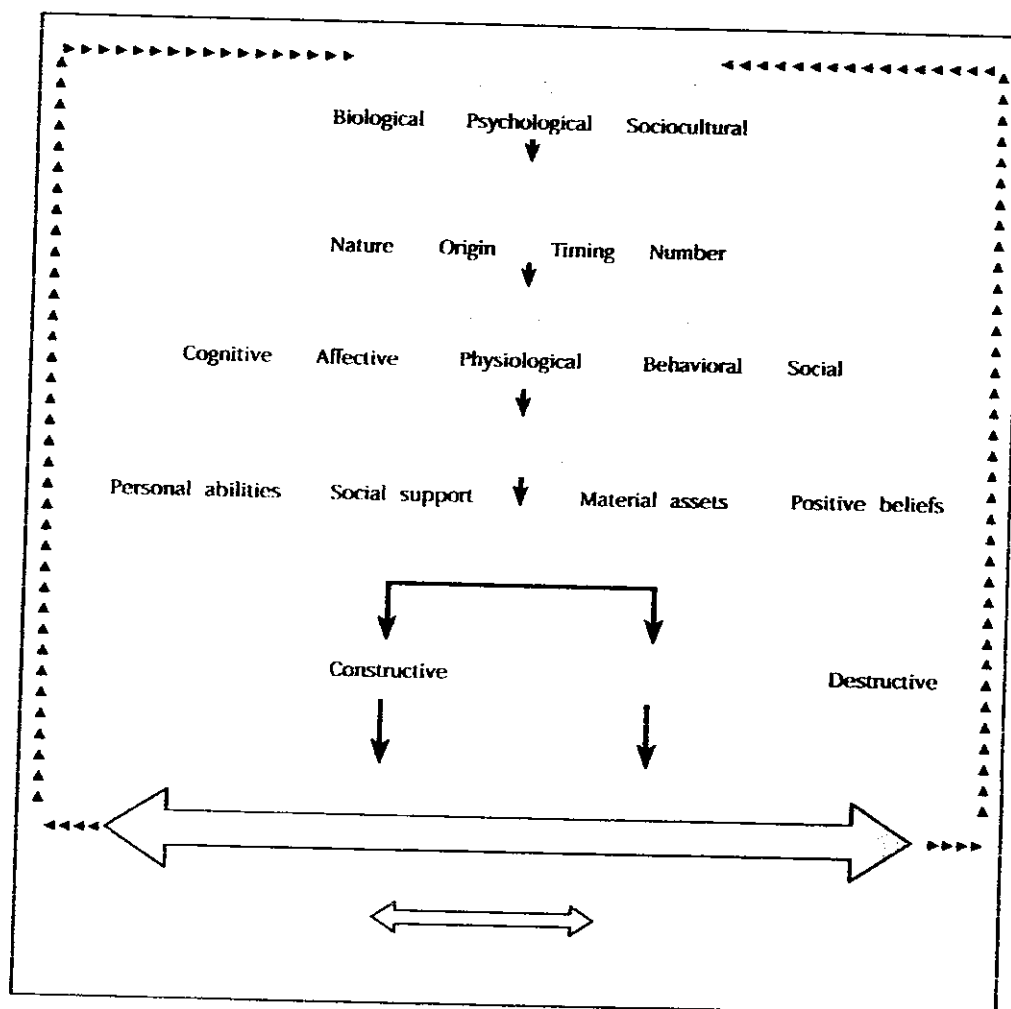 Biological Psychological Sociocultural
Nature Origin Timing Number
Cognitive Affective Physiological Behavioral Social
Personal abilities Social support Material assets Positive beliefs
Constructive Destructive